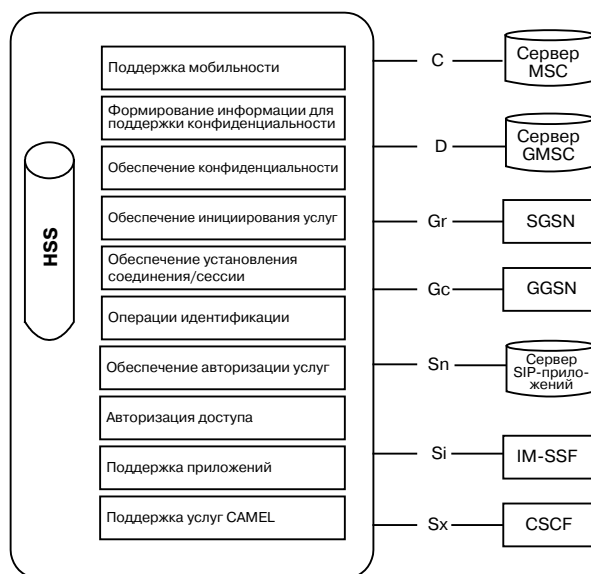 HSS
Поддержка мобильности
Формирование информации для
поддержки конфиденциальности
Обеспечение конфиденциальности
Обеспечение инициирования услуг
Обеспечение установления
соединения/сессии
Операции идентификации
Обеспечение авторизации услуг
Авторизация доступа
Поддержка приложений
Поддержка услуг CAMEL
C
Сервер
MSC
D
Сервер
GMSC
Gr
SGSN
Gc
GGSN
Sn
Сервер
SIP-прило-
жений
Si
IM-SSF
Sx
CSCF